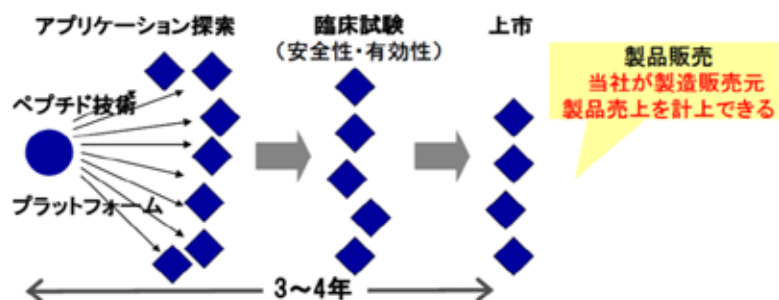 アプリケーション探索
臨床試験
（安全性・有効性）
上市
製品販売
当社が製造販売元
製品売上を計上できる
ペプチド技術
プラットフォーム
3～4年